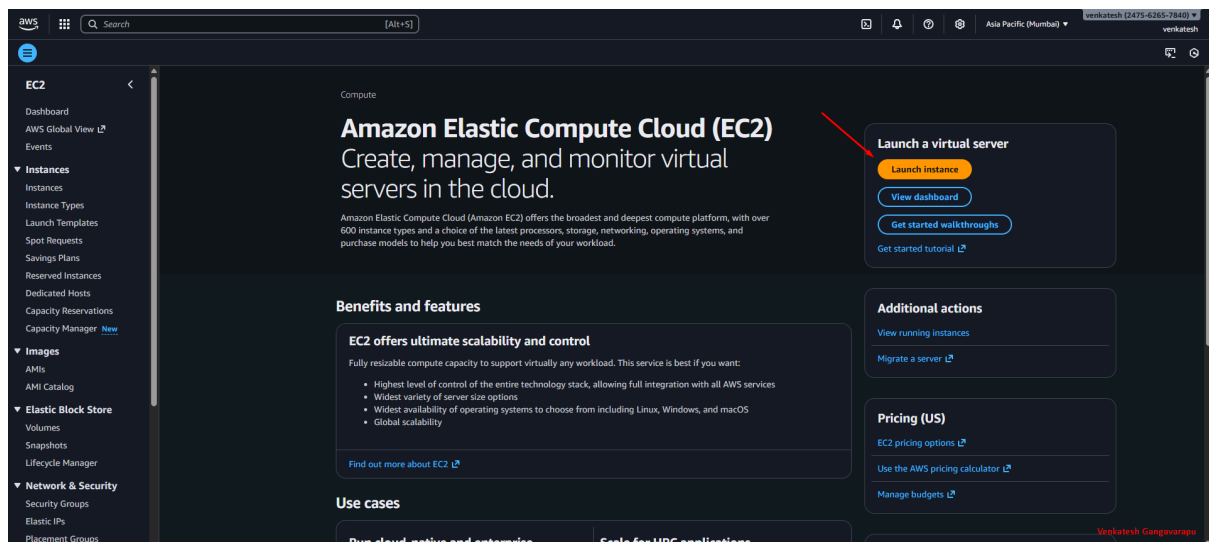 aws
Search
[Alt+S]
Asia Pacific (Mumbai)
venkatesh (2475-6265-7840)
venkatesh
EC2
Dashboard
AWS Global View
Events
Instances
Instances
Instance Types
Launch Templates
Spot Requests
Savings Plans
Reserved Instances
Dedicated Hosts
Capacity Reservations
Capacity Manager New
Images
AMIs
AMI Catalog
Elastic Block Store
Volumes
Snapshots
Lifecycle Manager
Network & Security
Security Groups
Elastic IPs
Placement Groups
Compute
Amazon Elastic Compute Cloud (EC2)
Create, manage, and monitor virtual
servers in the cloud.
Amazon Elastic Compute Cloud (Amazon EC2) offers the broadest and deepest compute platform, with over
600 instance types and a choice of the latest processors, storage, networking, operating systems, and
purchase models to help you best match the needs of your workload.
Benefits and features
EC2 offers ultimate scalability and control
Fully resizable compute capacity to support virtually any workload. This service is best if you want:
• Highest level of control of the entire technology stack, allowing full integration with all AWS services
• Widest variety of server size options
• Widest availability of operating systems to choose from including Linux, Windows, and macOS
• Global scalability
Find out more about EC2
Use cases
Run cloud-native and enterprise
Scale for HPC applications
Launch a virtual server
Launch instance
View dashboard
Get started walkthroughs
Get started tutorial
Additional actions
View running instances
Migrate a server
Pricing (US)
EC2 pricing options
Use the AWS pricing calculator
Manage budgets
Venkatesh Gangavarapu